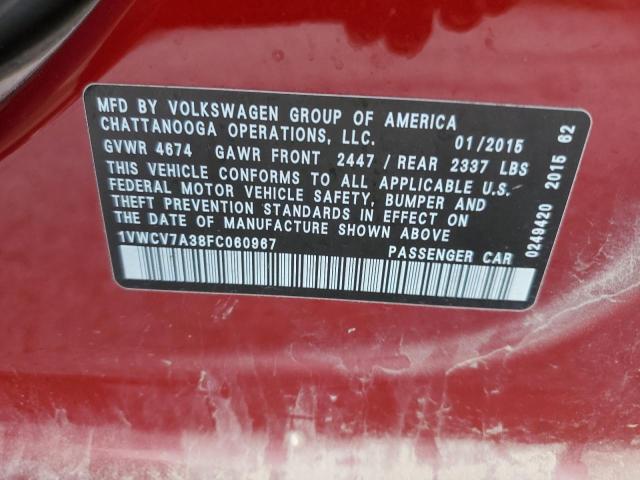 MFD BY VOLKSWAGEN GROUP OF AMERICA
CHATTANOOGA OPERATIONS, LLC. 01/2015
GVWR 4674 GAWR FRONT 2447 / REAR 2337 LBS
THIS VEHICLE CONFORMS TO ALL APPLICABLE U.S.
FEDERAL MOTOR VEHICLE SAFETY, BUMPER AND
THEFT PREVENTION STANDARDS IN EFFECT ON
THE DATE OF MANUFACTURE SHOWN ABOVE
1VWCV7A38FC060967 PASSENGER CAR
0249420 2015 62